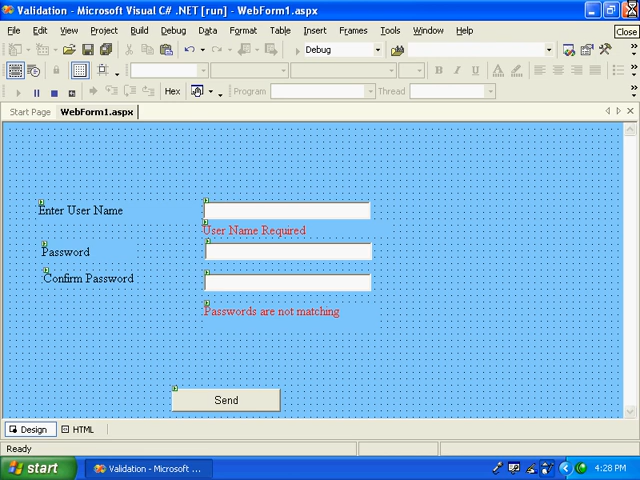 Validation - Microsoft Visual C# .NET [run] - WebForm1.aspx
File Edit View Project Build Debug Data Format Table Insert Frames Tools Window
Close
Debug
Hex Program Thread
Start Page WebForm1.aspx
Enter User Name
User Name Required
Password
Confirm Password
Passwords are not matching
Send
Design HTML
Ready
start Validation - Microsoft ... 4:28 PM